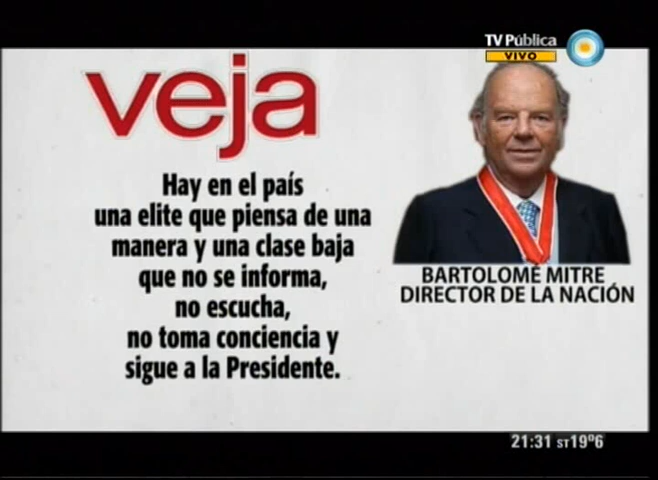 TV Pública
VIVO
veja
Hay en el país
una elite que piensa de una
manera y una clase baja
que no se informa,
no escucha,
no toma conciencia y
sigue a la Presidente.
BARTOLOMÉ MITRE
DIRECTOR DE LA NACIÓN
21:31 ST19º6